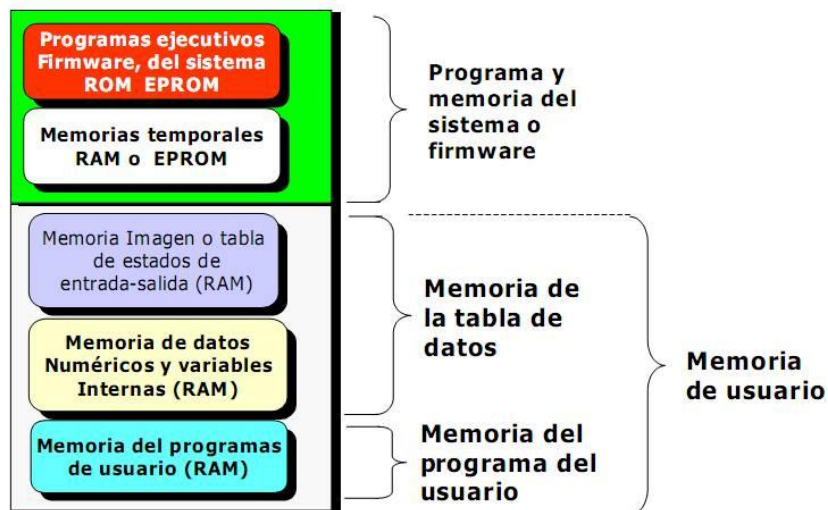 Programas ejecutivos
Firmware, del sistema
ROM EPROM
Memorias temporales
RAM o EPROM
Programa y
memoria del
sistema o
firmware
Memoria Imagen o tabla
de estados de
entrada-salida (RAM)
Memoria de datos
Numéricos y variables
Internas (RAM)
Memoria de
la tabla de
datos
Memoria del programas
de usuario (RAM)
Memoria del
programa del
usuario
Memoria
de usuario